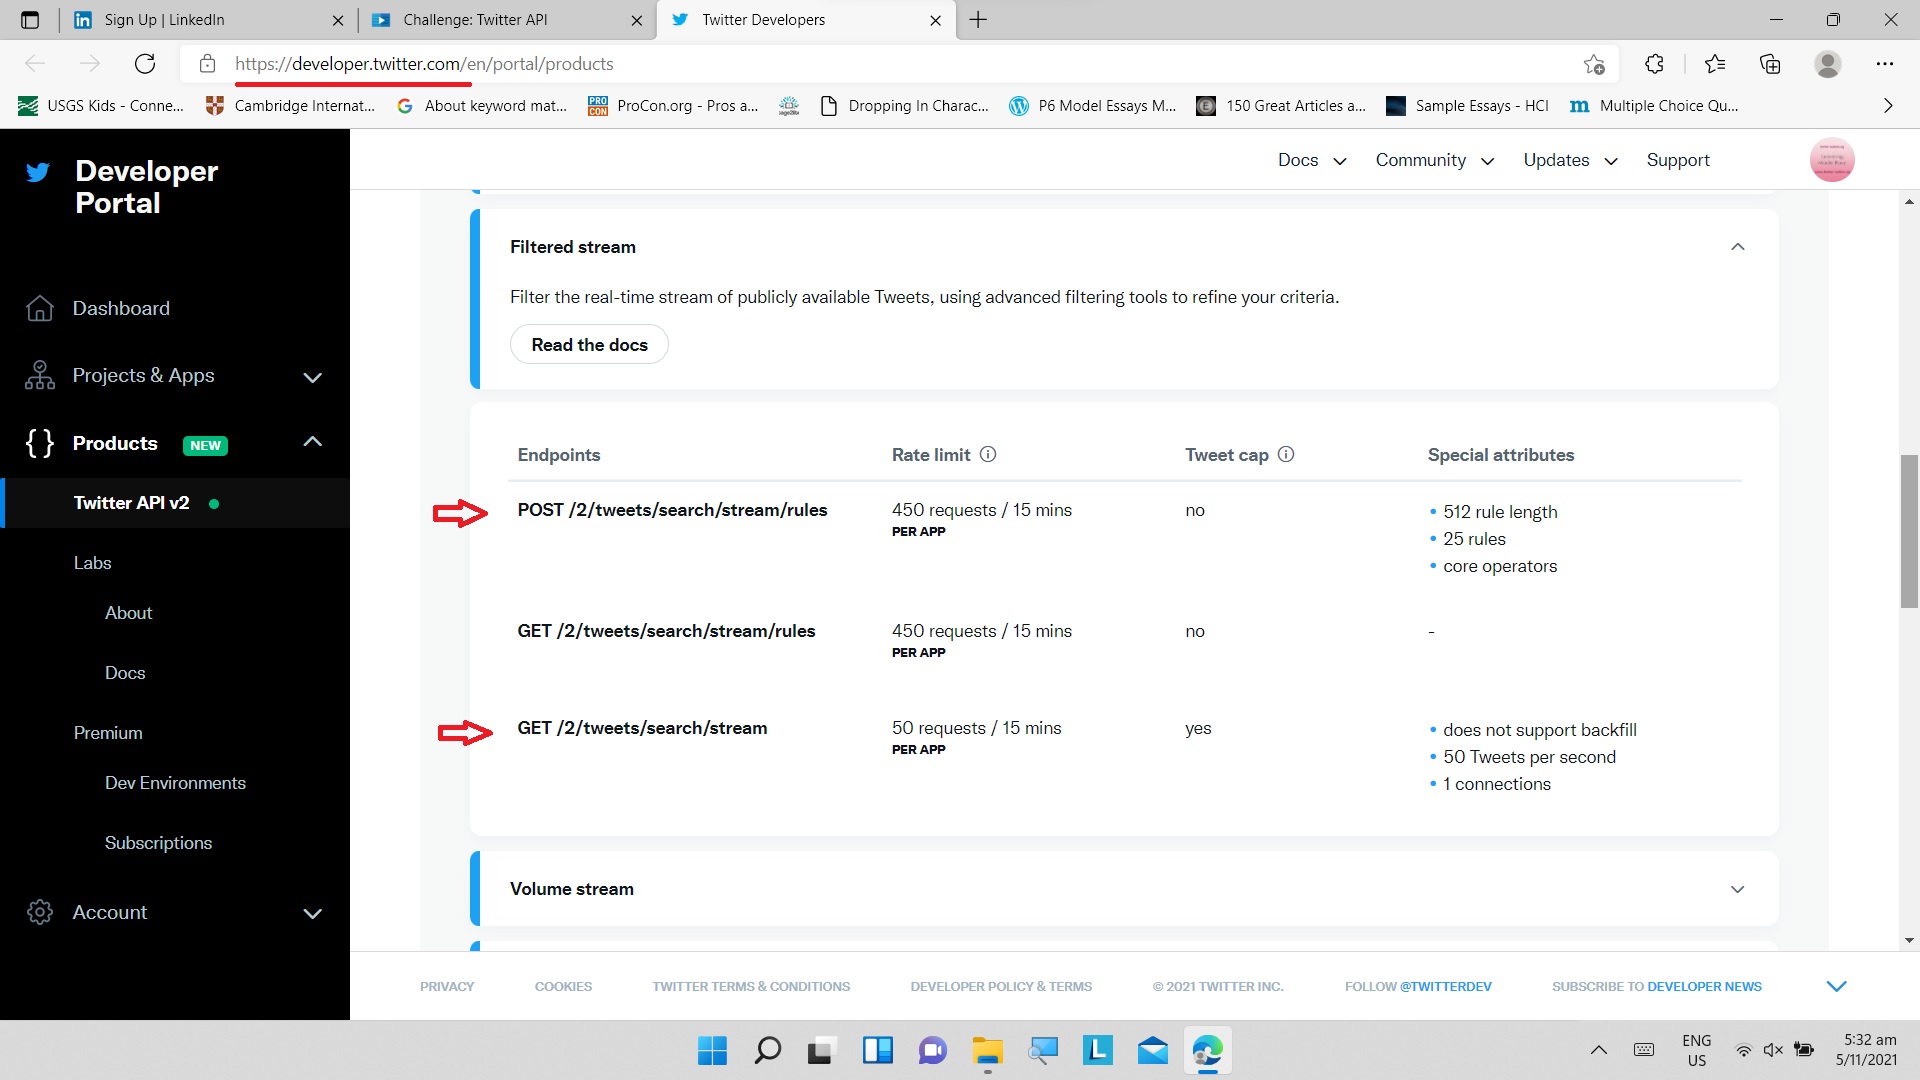 Sign Up | LinkedIn
Challenge: Twitter API
Twitter Developers
https://developer.twitter.com/en/portal/products
USGS Kids - Conne...
Cambridge Internat...
About keyword mat...
PRO CON
ProCon.org - Pros a...
Dropping In Charac...
P6 Model Essays M...
150 Great Articles a...
Sample Essays - HCI
Multiple Choice Qu...
Developer
Portal
Docs
Community
Updates
Support
Dashboard
Projects & Apps
{ } Products NEW
Twitter API v2
Labs
About
Docs
Premium
Dev Environments
Subscriptions
Account
Filtered stream
Filter the real-time stream of publicly available Tweets, using advanced filtering tools to refine your criteria.
Read the docs
Endpoints Rate limit Tweet cap Special attributes
POST /2/tweets/search/stream/rules 450 requests / 15 mins no • 512 rule length
PER APP
• 25 rules
• core operators
GET /2/tweets/search/stream/rules 450 requests / 15 mins no -
PER APP
GET /2/tweets/search/stream 50 requests / 15 mins yes • does not support backfill
PER APP
• 50 Tweets per second
• 1 connections
Volume stream
PRIVACY
COOKIES
TWITTER TERMS & CONDITIONS
DEVELOPER POLICY & TERMS
© 2021 TWITTER INC.
FOLLOW @TWITTERDEV
SUBSCRIBE TO DEVELOPER NEWS
L
ENG
US
5:32 am
5/11/2021